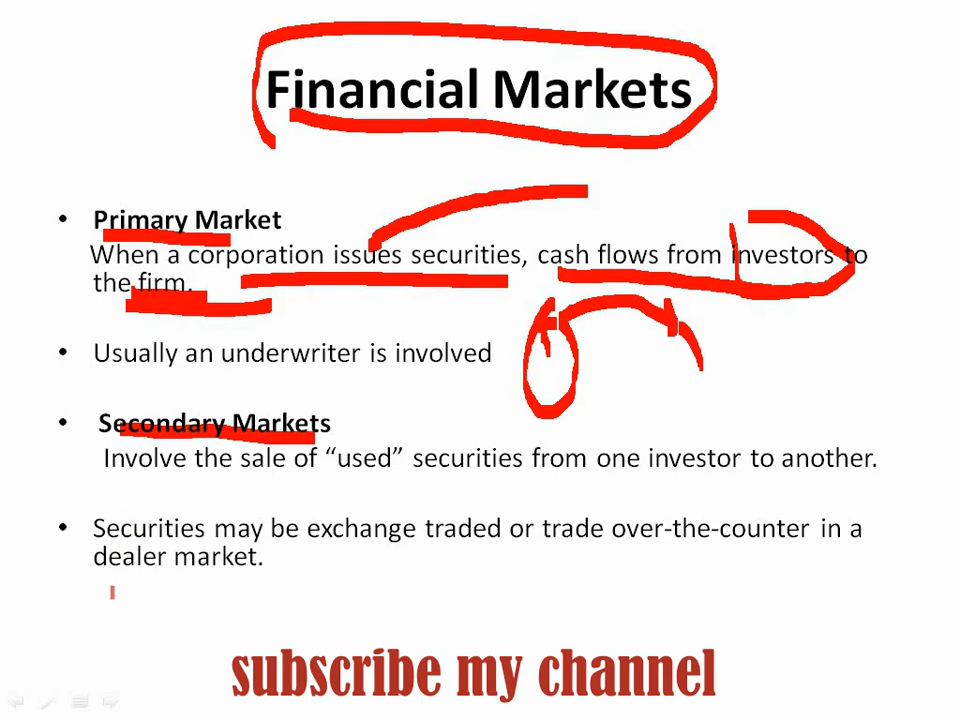 Financial Markets
• Primary Market
When a corporation issues securities, cash flows from investors to
the firm.
• Usually an underwriter is involved
• Secondary Markets
Involve the sale of “used” securities from one investor to another.
• Securities may be exchange traded or trade over-the-counter in a
dealer market.
subscribe my channel